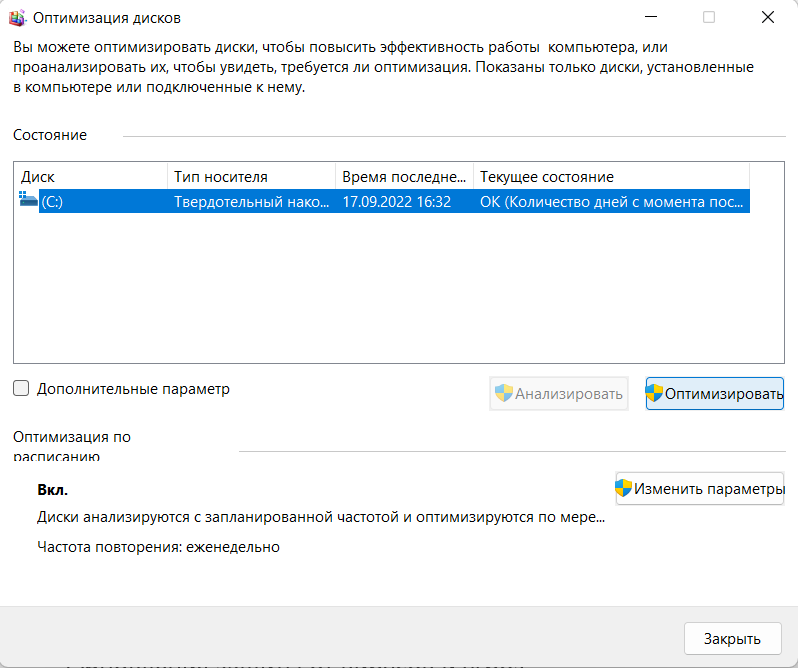 Оптимизация дисков
Вы можете оптимизировать диски, чтобы повысить эффективность работы компьютера, или
проанализировать их, чтобы увидеть, требуется ли оптимизация. Показаны только диски, установленные
в компьютере или подключенные к нему.
Состояние
Диск Тип носителя Время последне... Текущее состояние
(C:) Твердотельный нако... 17.09.2022 16:32 ОК (Количество дней с момента пос...
Дополнительные параметр Анализировать Оптимизировать
Оптимизация по
расписанию
Вкл. Изменить параметры
Диски анализируются с запланированной частотой и оптимизируются по мере...
Частота повторения: еженедельно
Закрыть